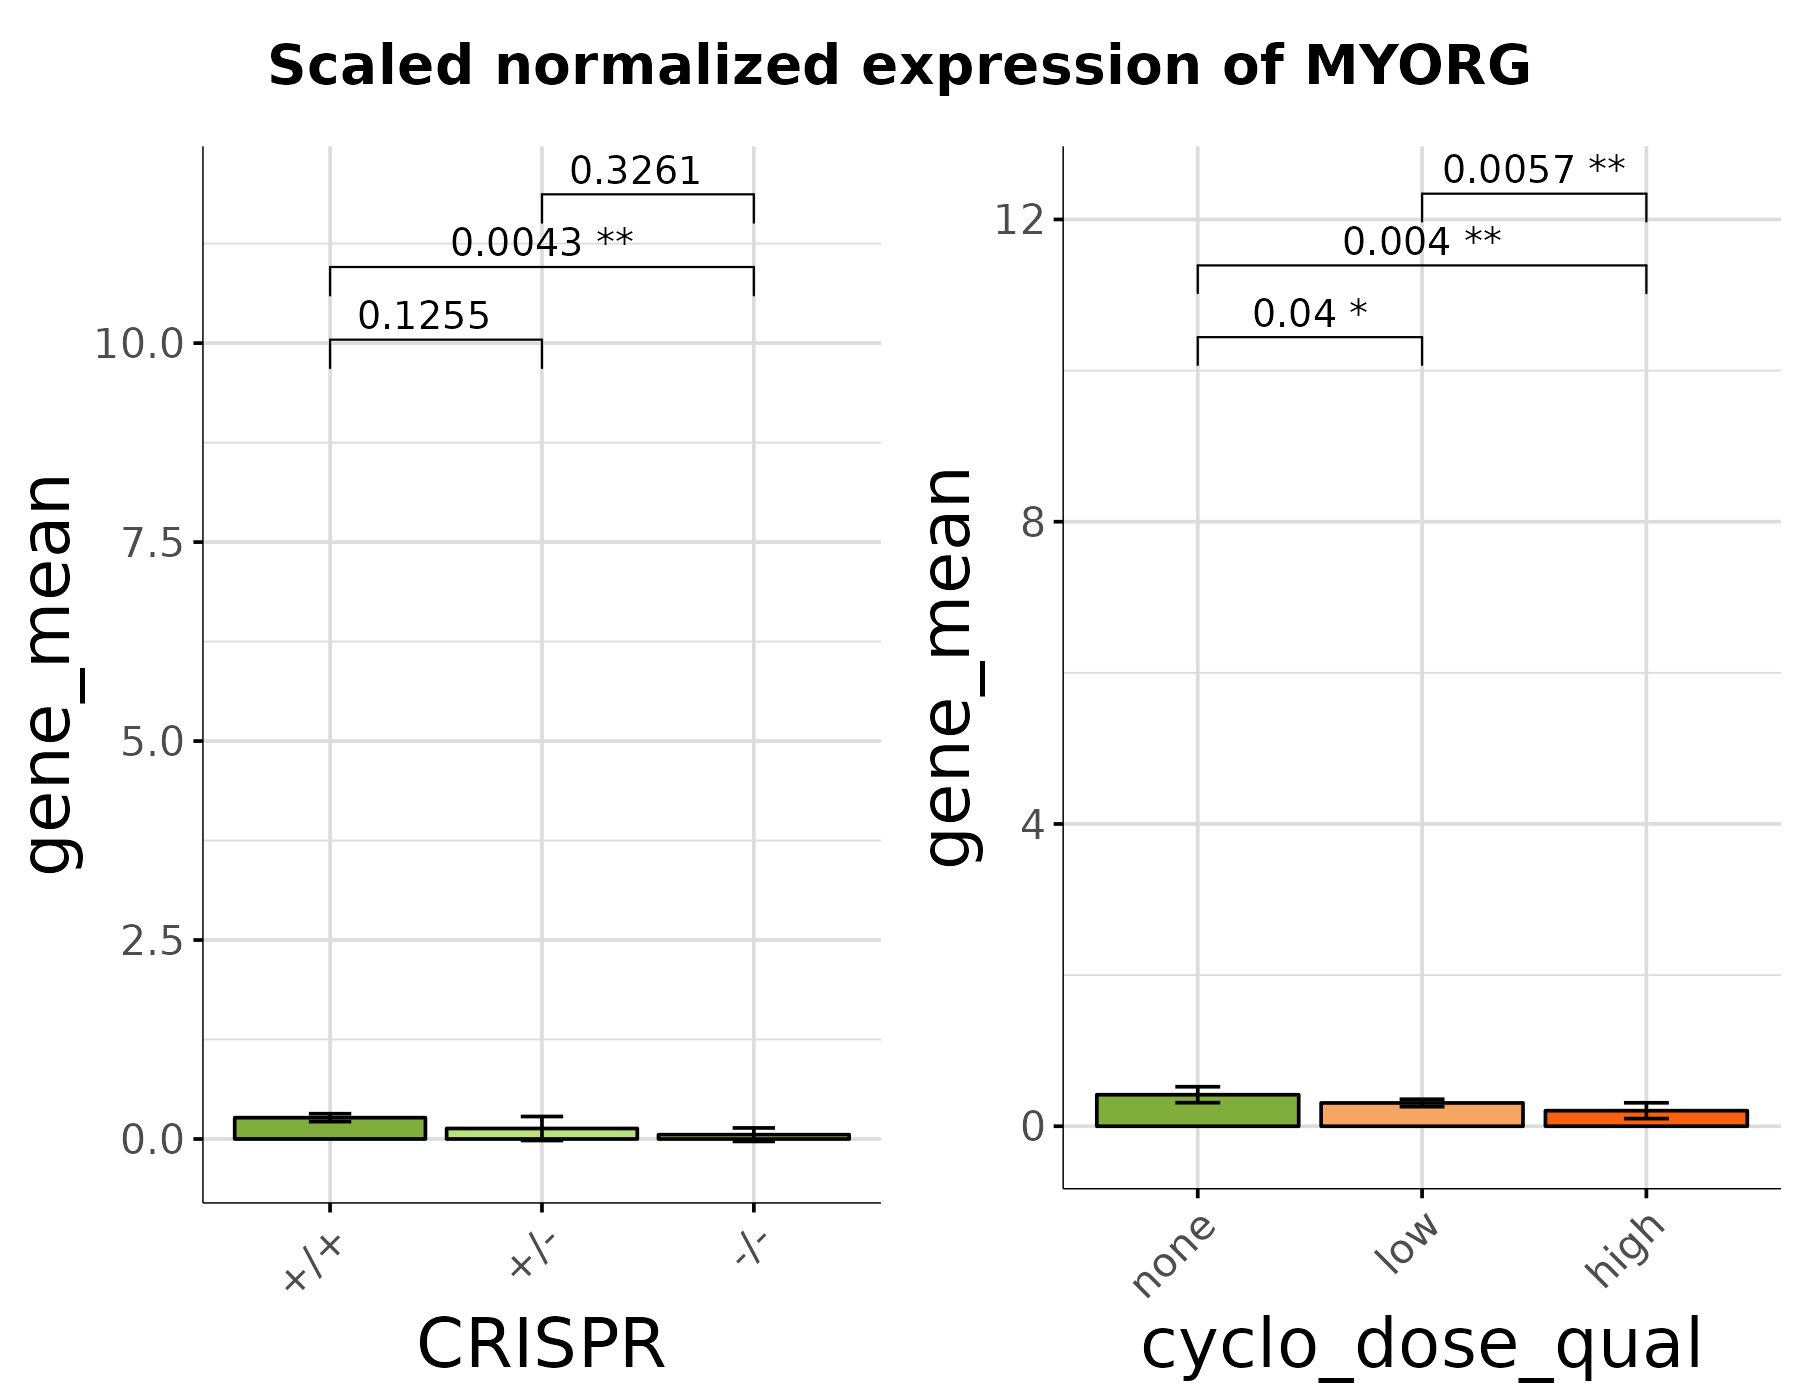 Scaled normalized expression of MYORG
gene_mean
10.0
7.5
5.0
2.5
0.0
0.3261
0.0043 **
0.1255
+/+
+/-
-/-
CRISPR
gene_mean
12
8
4
0
0.0057 **
0.004 **
0.04 *
none
low
high
cyclo_dose_qual